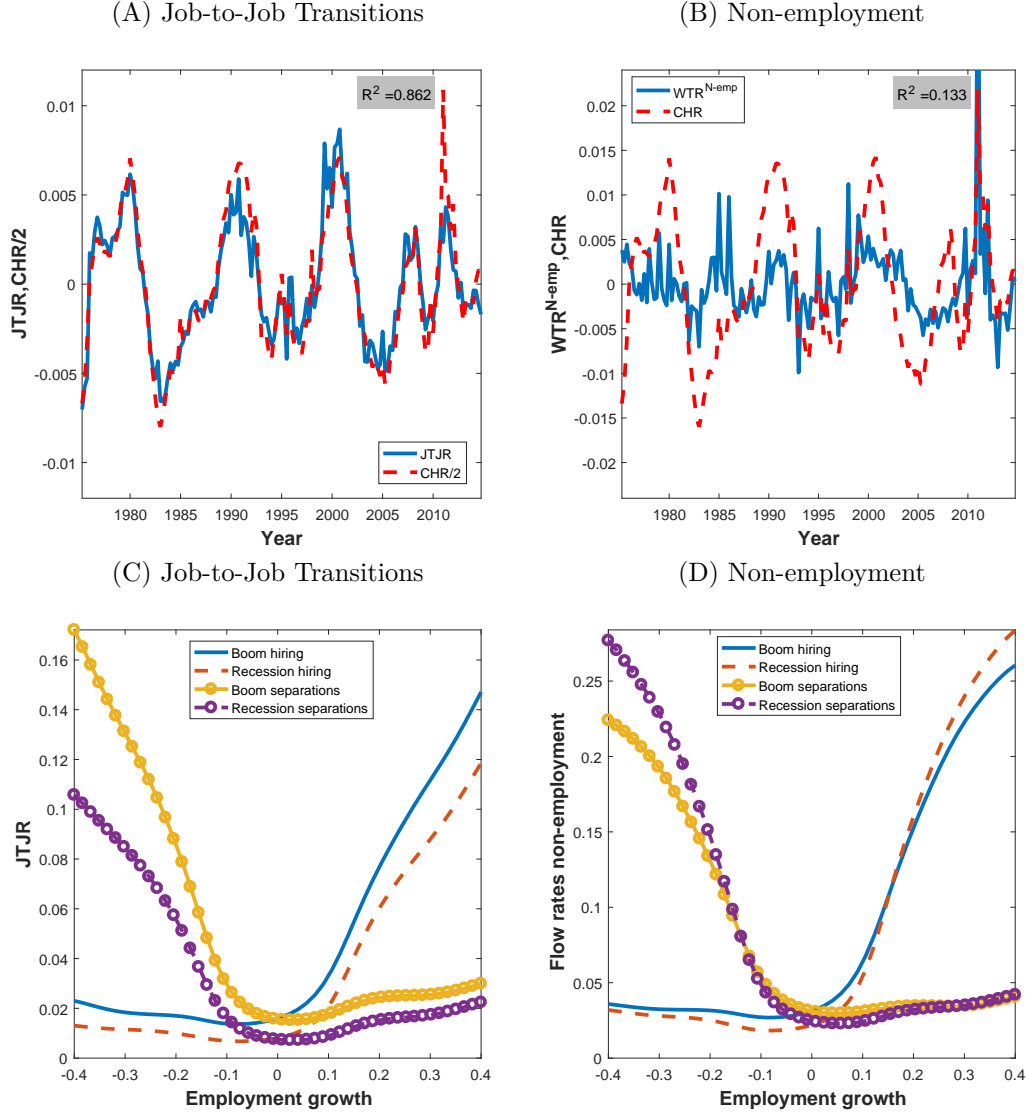 (A) Job-to-Job Transitions
(B) Non-employment
JTJR,CHR/2
0.01
0.005
0
-0.005
-0.01
R² =0.862
JTJR
CHR/2
1980 1985 1990 1995 2000 2005 2010
Year
WTR^N-emp,CHR
0.02
0.015
0.01
0.005
0
-0.005
-0.01
-0.015
-0.02
WTR^N-emp
CHR
R² =0.133
1980 1985 1990 1995 2000 2005 2010
Year
(C) Job-to-Job Transitions
(D) Non-employment
JTJR
0.16
0.14
0.12
0.1
0.08
0.06
0.04
0.02
0
Boom hiring
Recession hiring
Boom separations
Recession separations
-0.4 -0.3 -0.2 -0.1 0 0.1 0.2 0.3 0.4
Employment growth
Flow rates non-employment
0.25
0.2
0.15
0.1
0.05
0
Boom hiring
Recession hiring
Boom separations
Recession separations
-0.4 -0.3 -0.2 -0.1 0 0.1 0.2 0.3 0.4
Employment growth